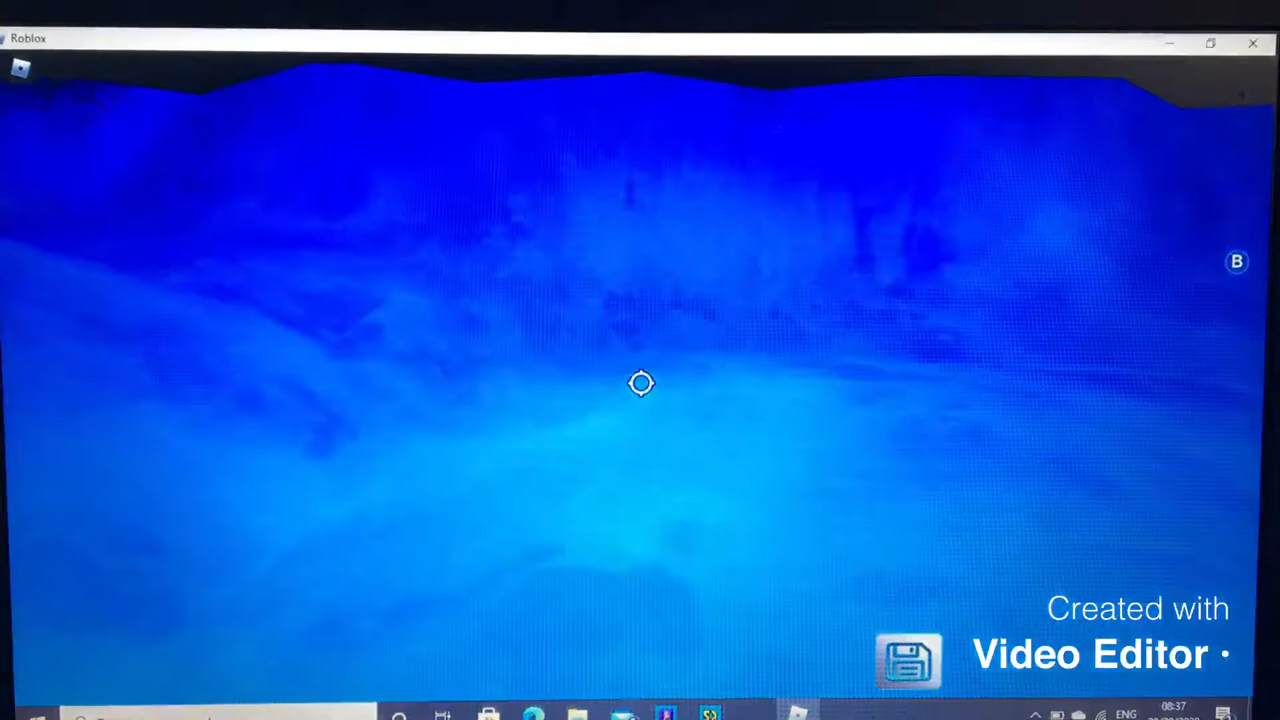 Roblox
B
Created with
Video Editor •
08:37
ENG